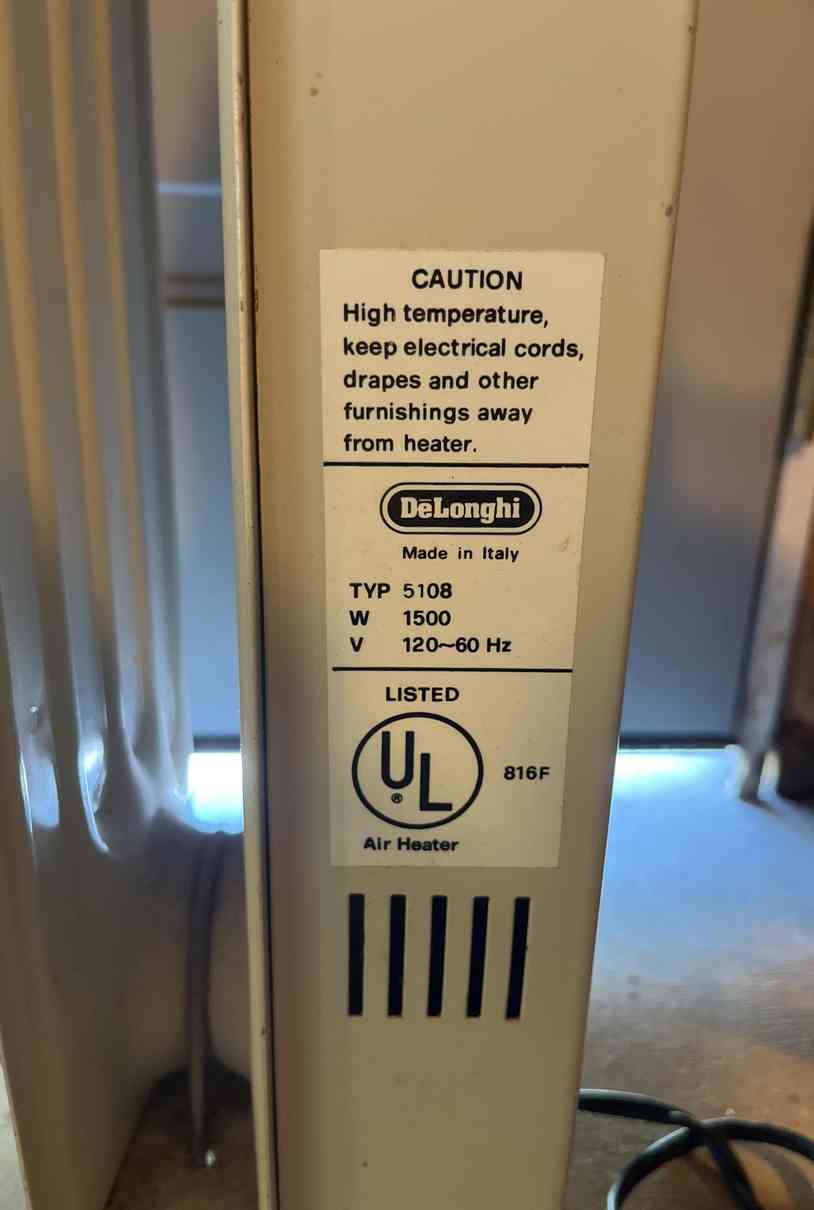 CAUTION
High temperature,
keep electrical cords,
drapes and other
furnishings away
from heater.
DēLonghi
Made in Italy
TYP 5108
W 1500
V 120~60 Hz
LISTED
UL
®
816F
Air Heater